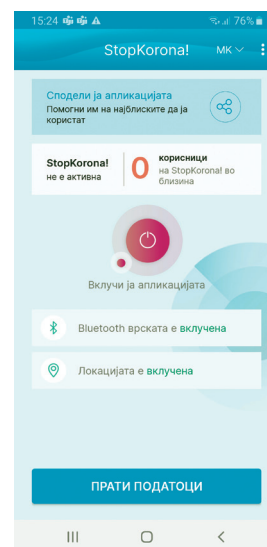 15:24 76%
StopKorona! MK
Сподели ја апликацијата
Помогни им на најблиските да ја
користат
StopKorona!
не е активна
0
корисници
на StopKorona! во
близина
Вклучи ја апликацијата
Bluetooth врската е вклучена
Локацијата е вклучена
ПРАТИ ПОДАТОЦИ